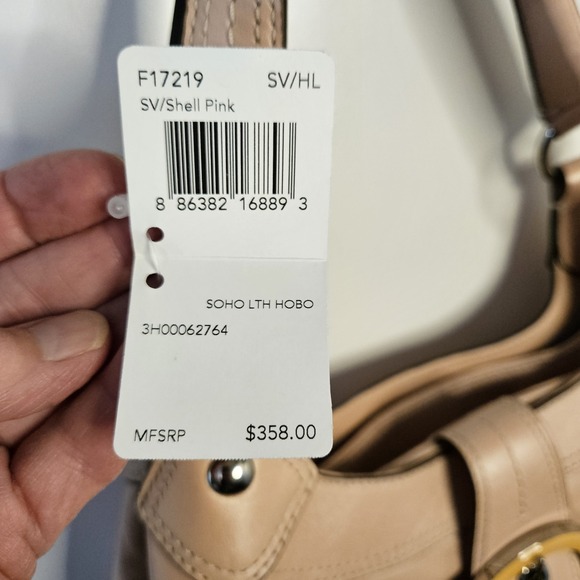 F17219 SV/HL
SV/Shell Pink
8 86382 16889 3
SOHO LTH HOBO
3H00062764
MFSRP $358.00